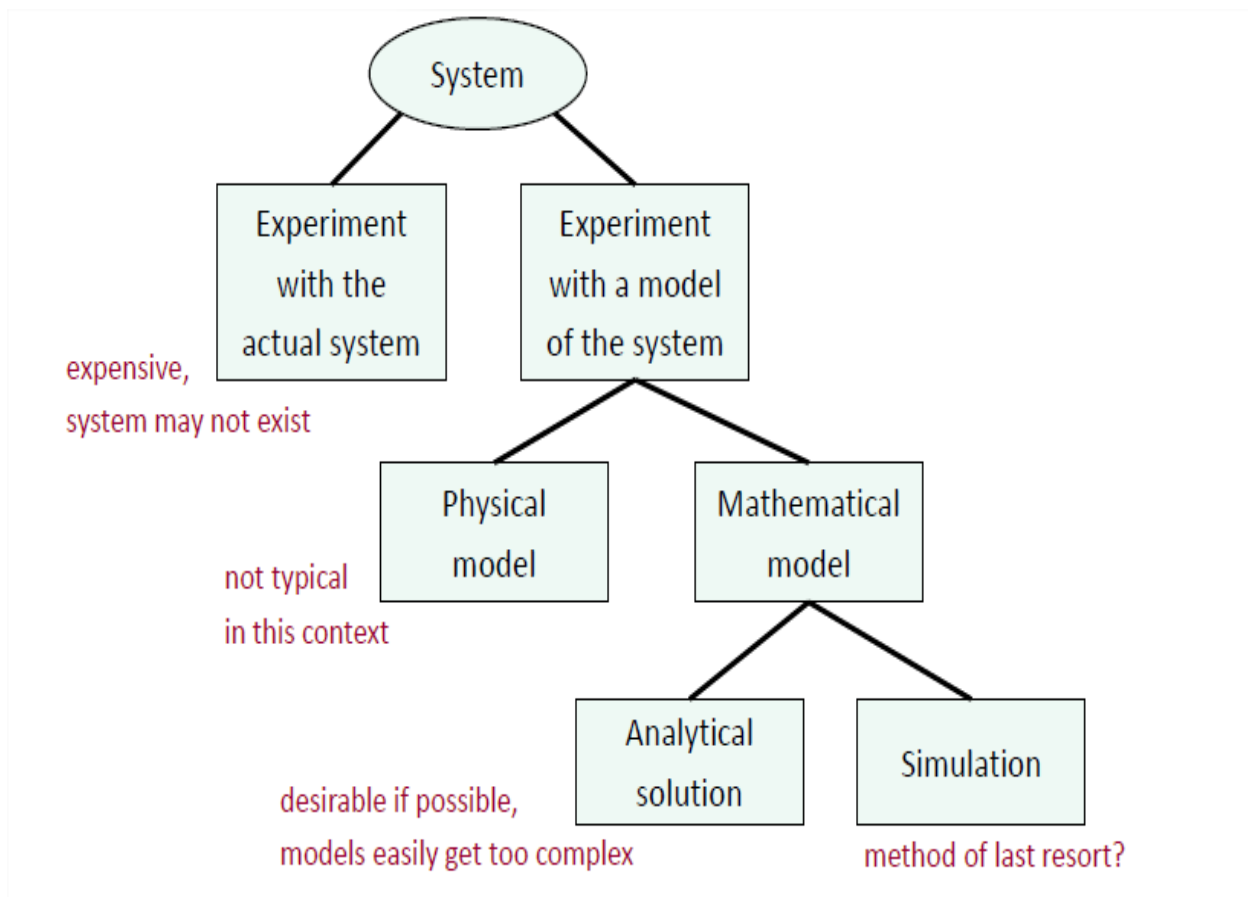 System
Experiment
with the
actual system
Experiment
with a model
of the system
expensive,
system may not exist
Physical
model
Mathematical
model
not typical
in this context
Analytical
solution
Simulation
desirable if possible,
models easily get too complex
method of last resort?